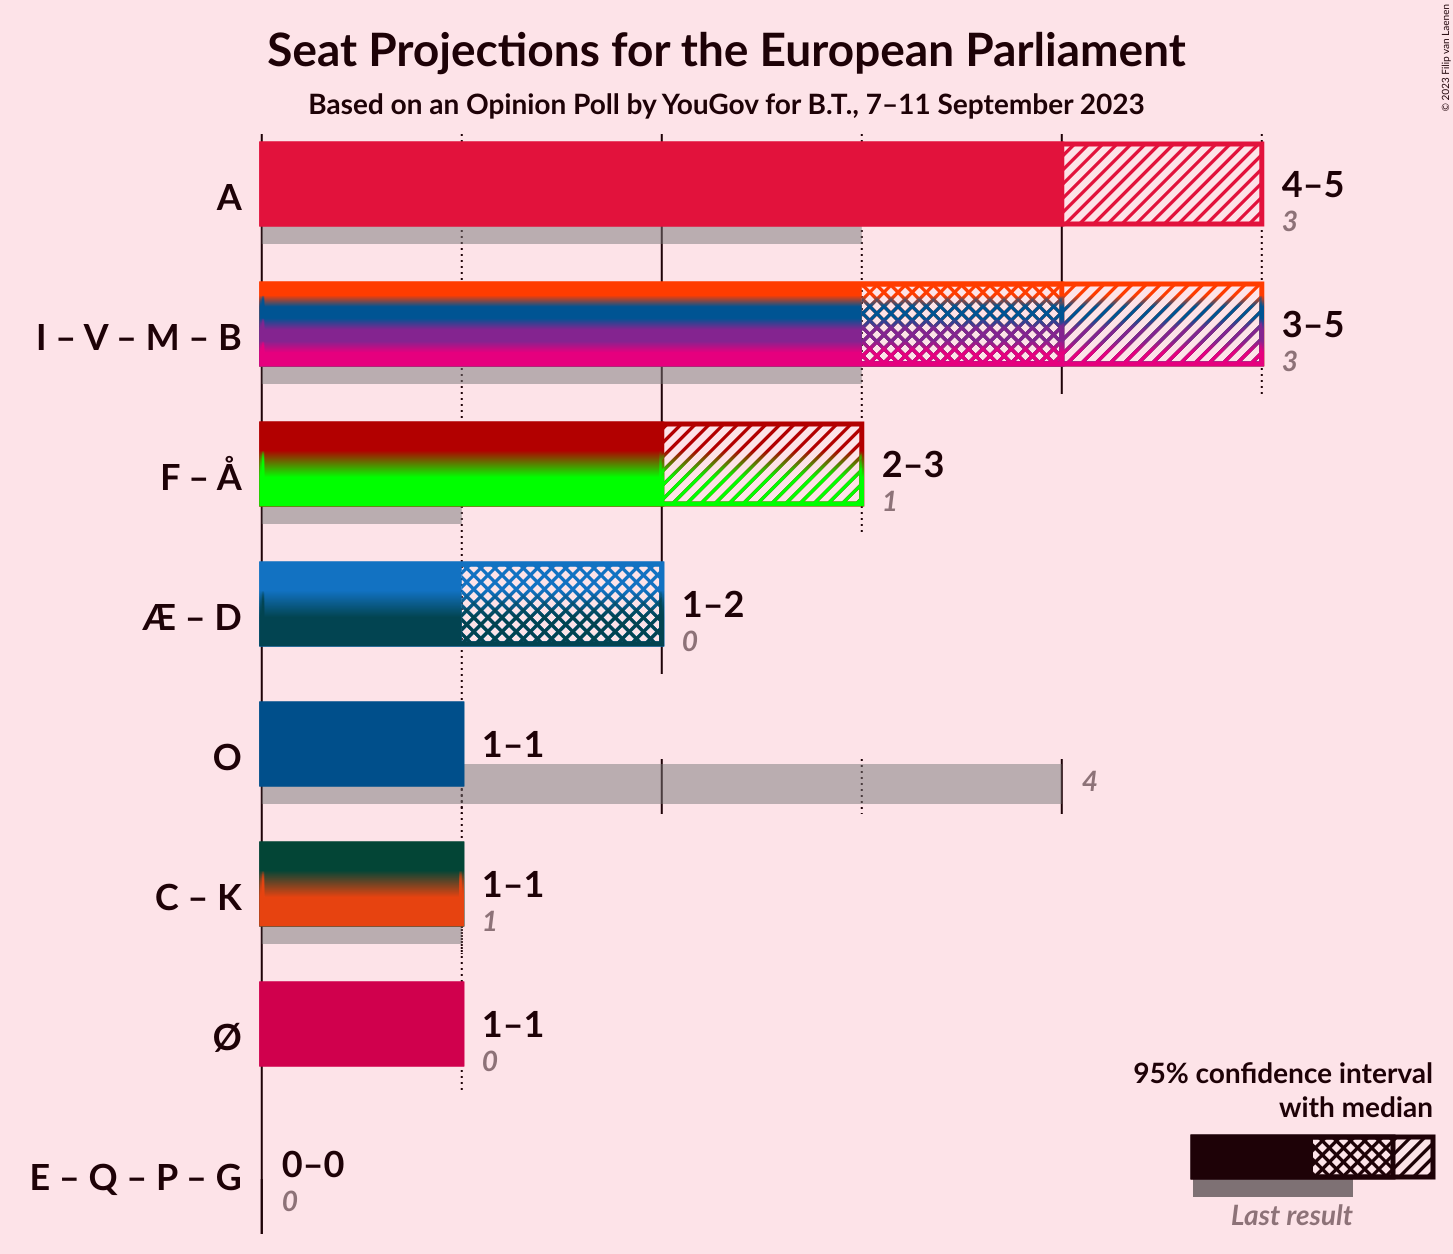 Seat Projections for the European Parliament
Based on an Opinion Poll by YouGov for B.T., 7–11 September 2023
© 2023 Filip van Laenen
A
4–5
3
I – V – M – B
3–5
3
F – Å
2–3
1
Æ – D
1–2
0
O
1–1
4
C – K
1–1
1
Ø
1–1
0
E – Q – P – G
0–0
0
95% confidence interval
with median
Last result